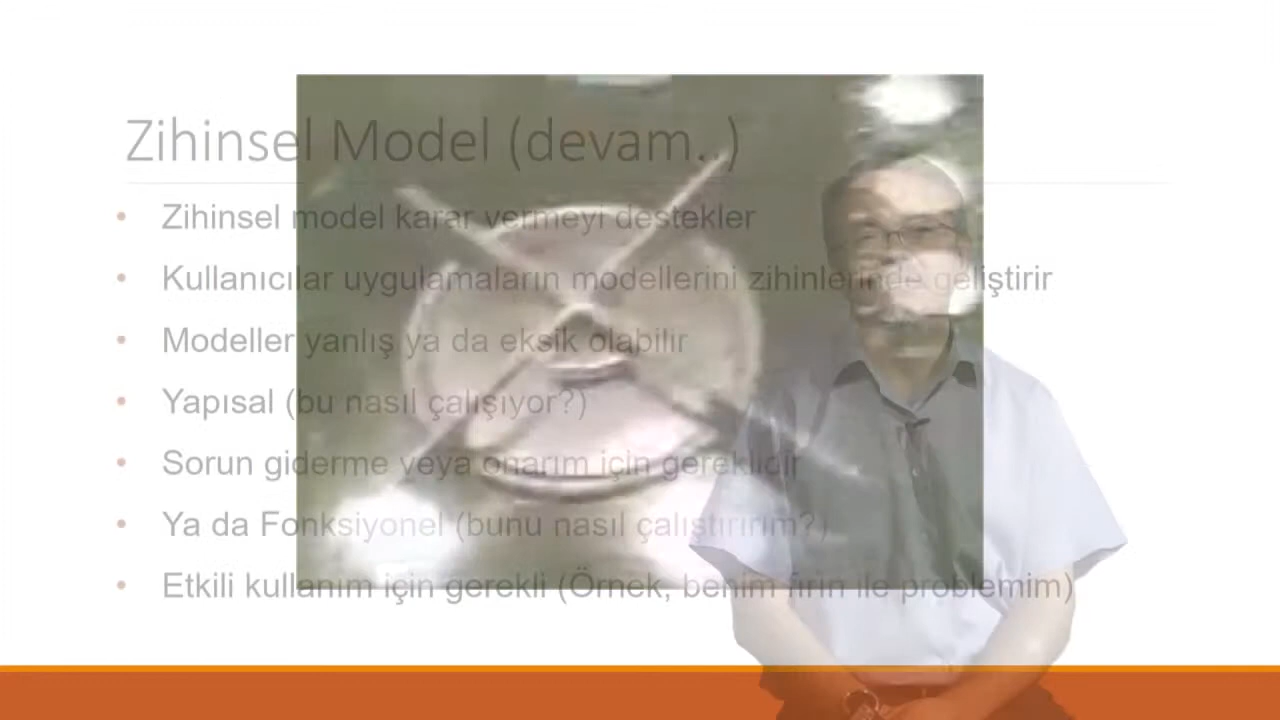 Zihinsel Model (devam..)
• Zihinsel model karar vermeyi destekler
• Kullanıcılar uygulamaların modellerini zihinlerinde geliştirir
• Modeller yanlış ya da eksik olabilir
• Yapısal (bu nasıl çalışıyor?)
• Sorun giderme veya onarım için gereklidir
• Ya da Fonksiyonel (bunu nasıl çalıştırırım?)
• Etkili kullanım için gerekli (Örnek, benim fırın ile problemim)